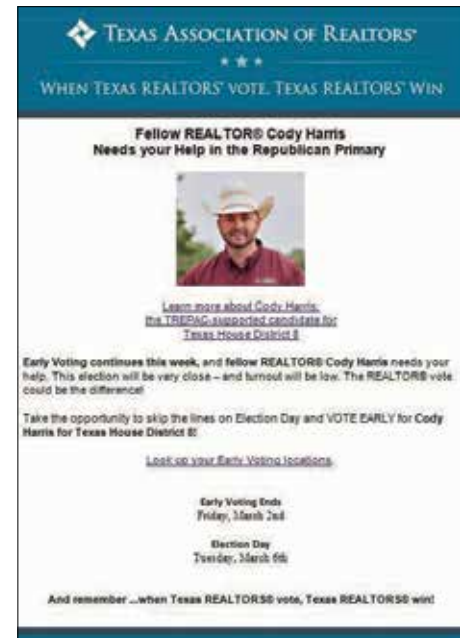 TEXAS ASSOCIATION OF REALTORS®
WHEN TEXAS REALTORS® VOTE, TEXAS REALTORS® WIN
Fellow REALTOR® Cody Harris
Needs your Help in the Republican Primary
Learn more about Cody Harris,
the TREPAC-supported candidate for
Texas House District 8
Early Voting continues this week, and fellow REALTOR® Cody Harris needs your
help. This election will be very close – and turnout will be low. The REALTOR® vote
could be the difference!
Take the opportunity to skip the lines on Election Day and VOTE EARLY for Cody
Harris for Texas House District 8!
Look up your Early Voting locations.
Early Voting Ends
Friday, March 2nd
Election Day
Tuesday, March 6th
And remember ...when Texas REALTORS® vote, Texas REALTORS® win!